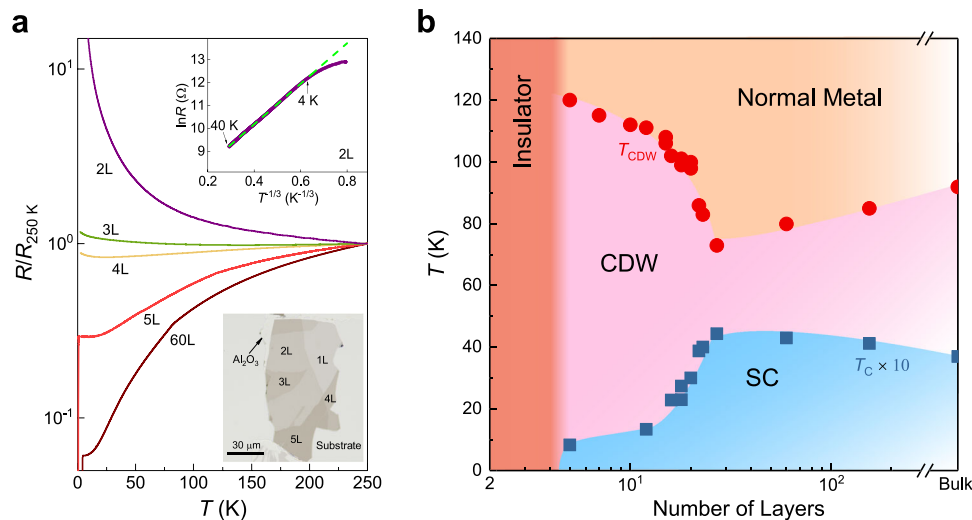 a
R/R250 K
10¹
10⁰
10⁻¹
0
50
100
150
200
250
T (K)
2L
3L
4L
5L
60L
lnR (Ω)
13
12
11
10
9
0.2
0.4
0.6
0.8
T⁻¹/³ (K⁻¹/³)
40 K
4 K
2L
Al2O3
2L
1L
3L
4L
5L
30 µm
Substrate
b
T (K)
140
120
100
80
60
40
20
0
2
10¹
10²
Bulk
Number of Layers
Insulator
Normal Metal
TCDW
CDW
SC
TC × 10